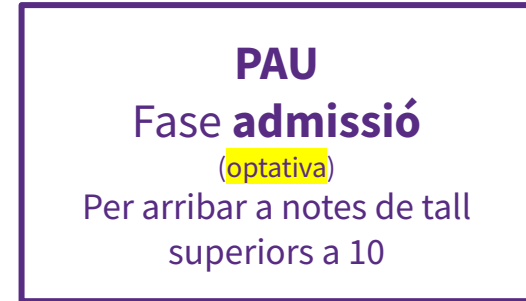 PAU
Fase admissió
(optativa)
Per arribar a notes de tall
superiors a 10